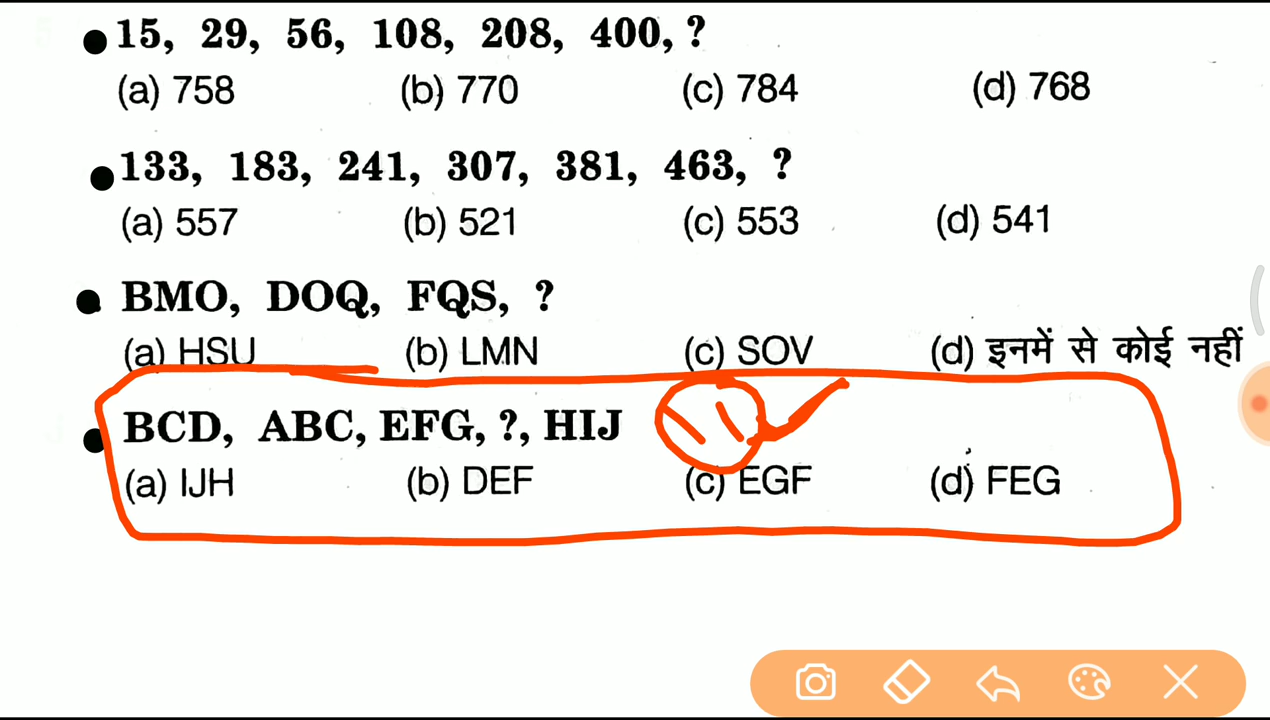 15, 29, 56, 108, 208, 400, ?
(a) 758 (b) 770 (c) 784 (d) 768
133, 183, 241, 307, 381, 463, ?
(a) 557 (b) 521 (c) 553 (d) 541
BMO, DOQ, FQS, ?
(a) HSU (b) LMN (c) SOV (d) इनमें से कोई नहीं
BCD, ABC, EFG, ?, HIJ 11
(a) IJH (b) DEF (c) EGF (d) FEG